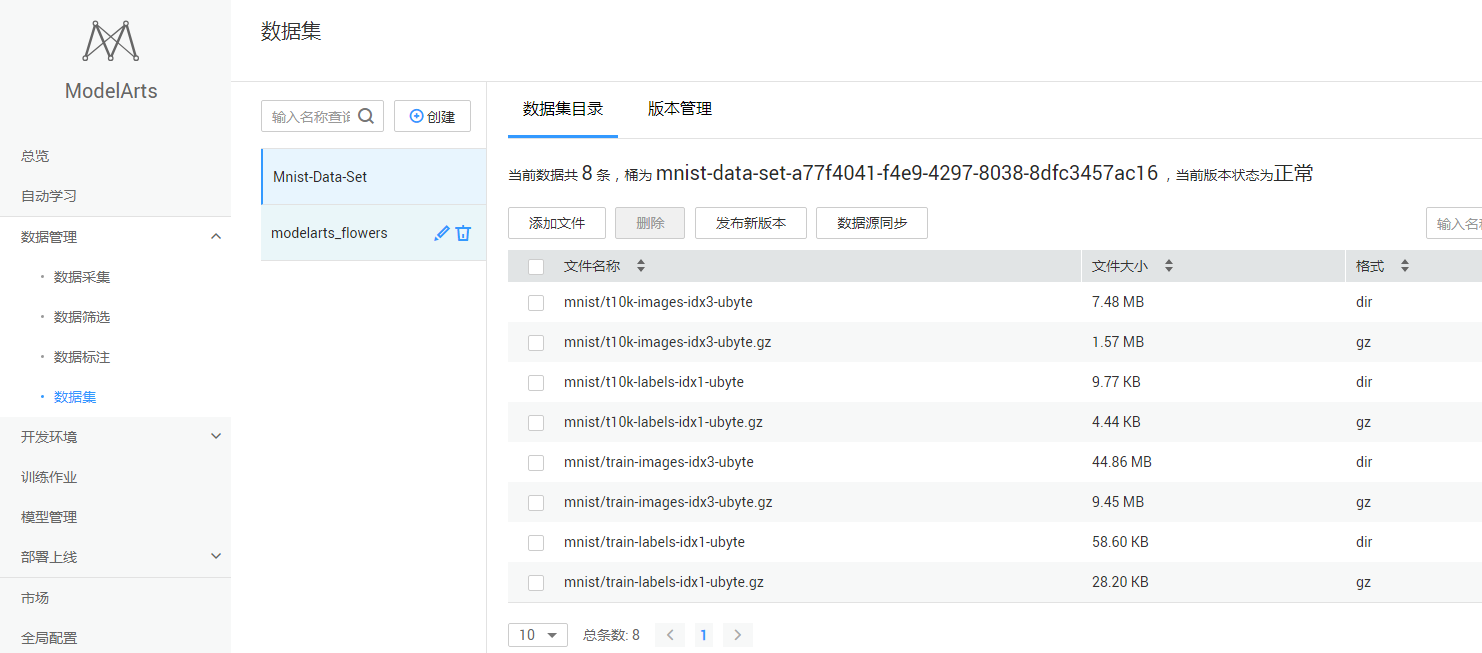 ModelArts
总览
自动学习
数据管理
数据采集
数据筛选
数据标注
数据集
开发环境
训练作业
模型管理
部署上线
市场
全局配置
数据集
输入名称查询
创建
Mnist-Data-Set
modelarts_flowers
数据集目录 版本管理
当前数据共 8 条，桶为 mnist-data-set-a77f4041-f4e9-4297-8038-8dfc3457ac16 ，当前版本状态为正常
添加文件 删除 发布新版本 数据源同步 输入名
文件名称 文件大小 格式
mnist/t10k-images-idx3-ubyte 7.48 MB dir
mnist/t10k-images-idx3-ubyte.gz 1.57 MB gz
mnist/t10k-labels-idx1-ubyte 9.77 KB dir
mnist/t10k-labels-idx1-ubyte.gz 4.44 KB gz
mnist/train-images-idx3-ubyte 44.86 MB dir
mnist/train-images-idx3-ubyte.gz 9.45 MB gz
mnist/train-labels-idx1-ubyte 58.60 KB dir
mnist/train-labels-idx1-ubyte.gz 28.20 KB gz
10 总条数: 8 < 1 >